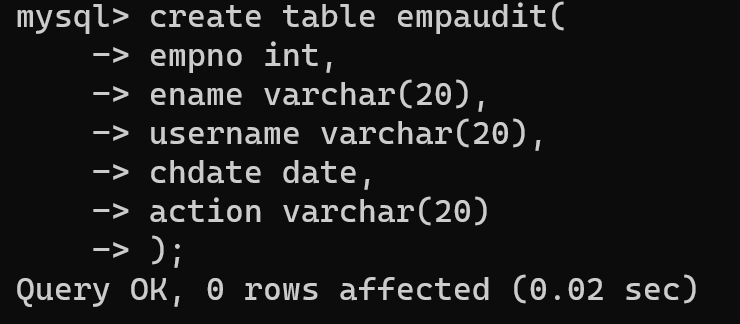 mysql> create table empaudit(
    -> empno int,
    -> ename varchar(20),
    -> username varchar(20),
    -> chdate date,
    -> action varchar(20)
    -> );
Query OK, 0 rows affected (0.02 sec)